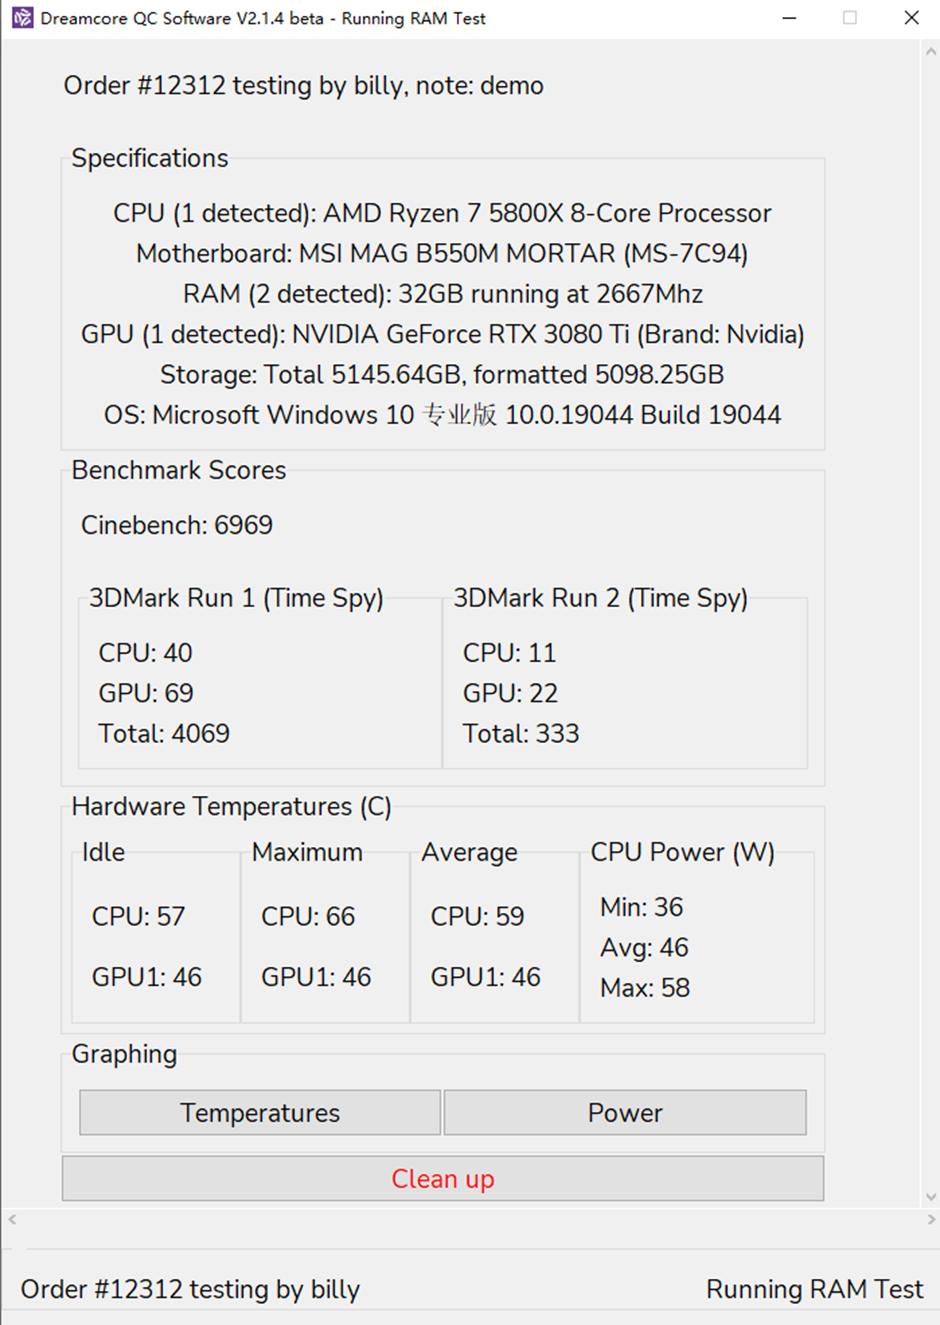 Dreamcore QC Software V2.1.4 beta - Running RAM Test
Order #12312 testing by billy, note: demo
Specifications
CPU (1 detected): AMD Ryzen 7 5800X 8-Core Processor
Motherboard: MSI MAG B550M MORTAR (MS-7C94)
RAM (2 detected): 32GB running at 2667Mhz
GPU (1 detected): NVIDIA GeForce RTX 3080 Ti (Brand: Nvidia)
Storage: Total 5145.64GB, formatted 5098.25GB
OS: Microsoft Windows 10 专业版 10.0.19044 Build 19044
Benchmark Scores
Cinebench: 6969
3DMark Run 1 (Time Spy)
CPU: 40
GPU: 69
Total: 4069
3DMark Run 2 (Time Spy)
CPU: 11
GPU: 22
Total: 333
Hardware Temperatures (C)
Idle
CPU: 57
GPU1: 46
Maximum
CPU: 66
GPU1: 46
Average
CPU: 59
GPU1: 46
CPU Power (W)
Min: 36
Avg: 46
Max: 58
Graphing
Temperatures
Power
Clean up
Order #12312 testing by billy
Running RAM Test